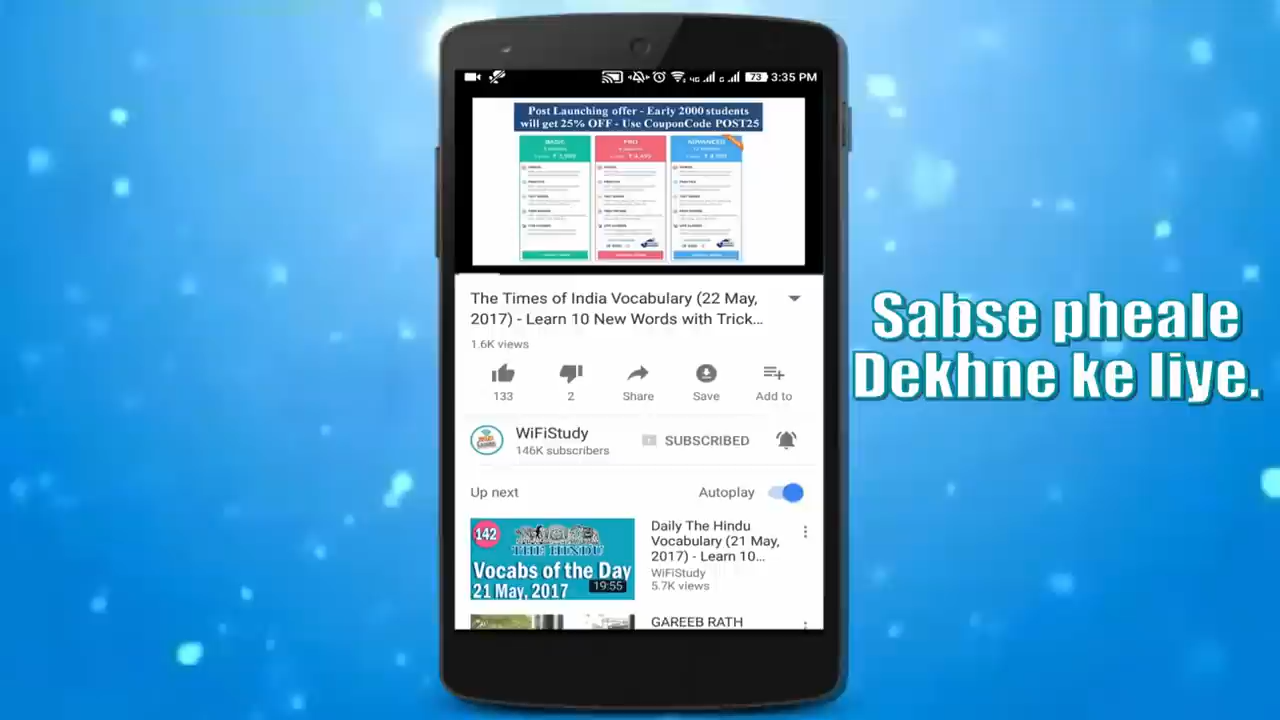 73 3:35 PM
Post Launching offer - Early 2000 students
will get 25% OFF - Use CouponCode POST25
BASIC
PRO
ADVANCED
The Times of India Vocabulary (22 May,
2017) - Learn 10 New Words with Trick...
1.6K views
133
2
Share
Save
Add to
WiFiStudy
146K subscribers
SUBSCRIBED
Up next
Autoplay
142
THE HINDU
Vocabs of the Day
21 May, 2017
19:55
Daily The Hindu
Vocabulary (21 May,
2017) - Learn 10...
WiFiStudy
5.7K views
GAREEB RATH
Sabse pheale
Dekhne ke liye.